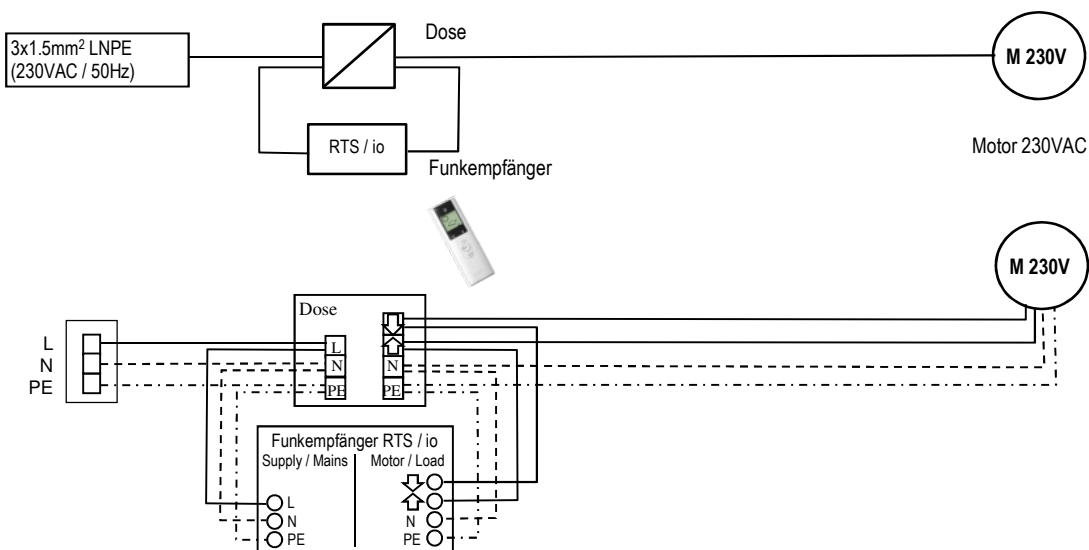 3x1.5mm² LNPE
(230VAC / 50Hz)
Dose
M 230V
RTS / io
Funkempfänger
Motor 230VAC
M 230V
Dose
L
N
PE
L
N
PE
N
PE
Funkempfänger RTS / io
Supply / Mains
Motor / Load
L
N
PE
N
PE